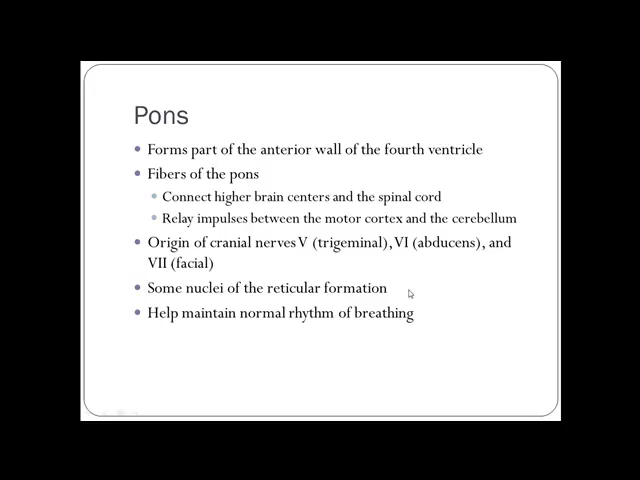 Pons
• Forms part of the anterior wall of the fourth ventricle
• Fibers of the pons
• Connect higher brain centers and the spinal cord
• Relay impulses between the motor cortex and the cerebellum
• Origin of cranial nerves V (trigeminal), VI (abducens), and
VII (facial)
• Some nuclei of the reticular formation
• Help maintain normal rhythm of breathing